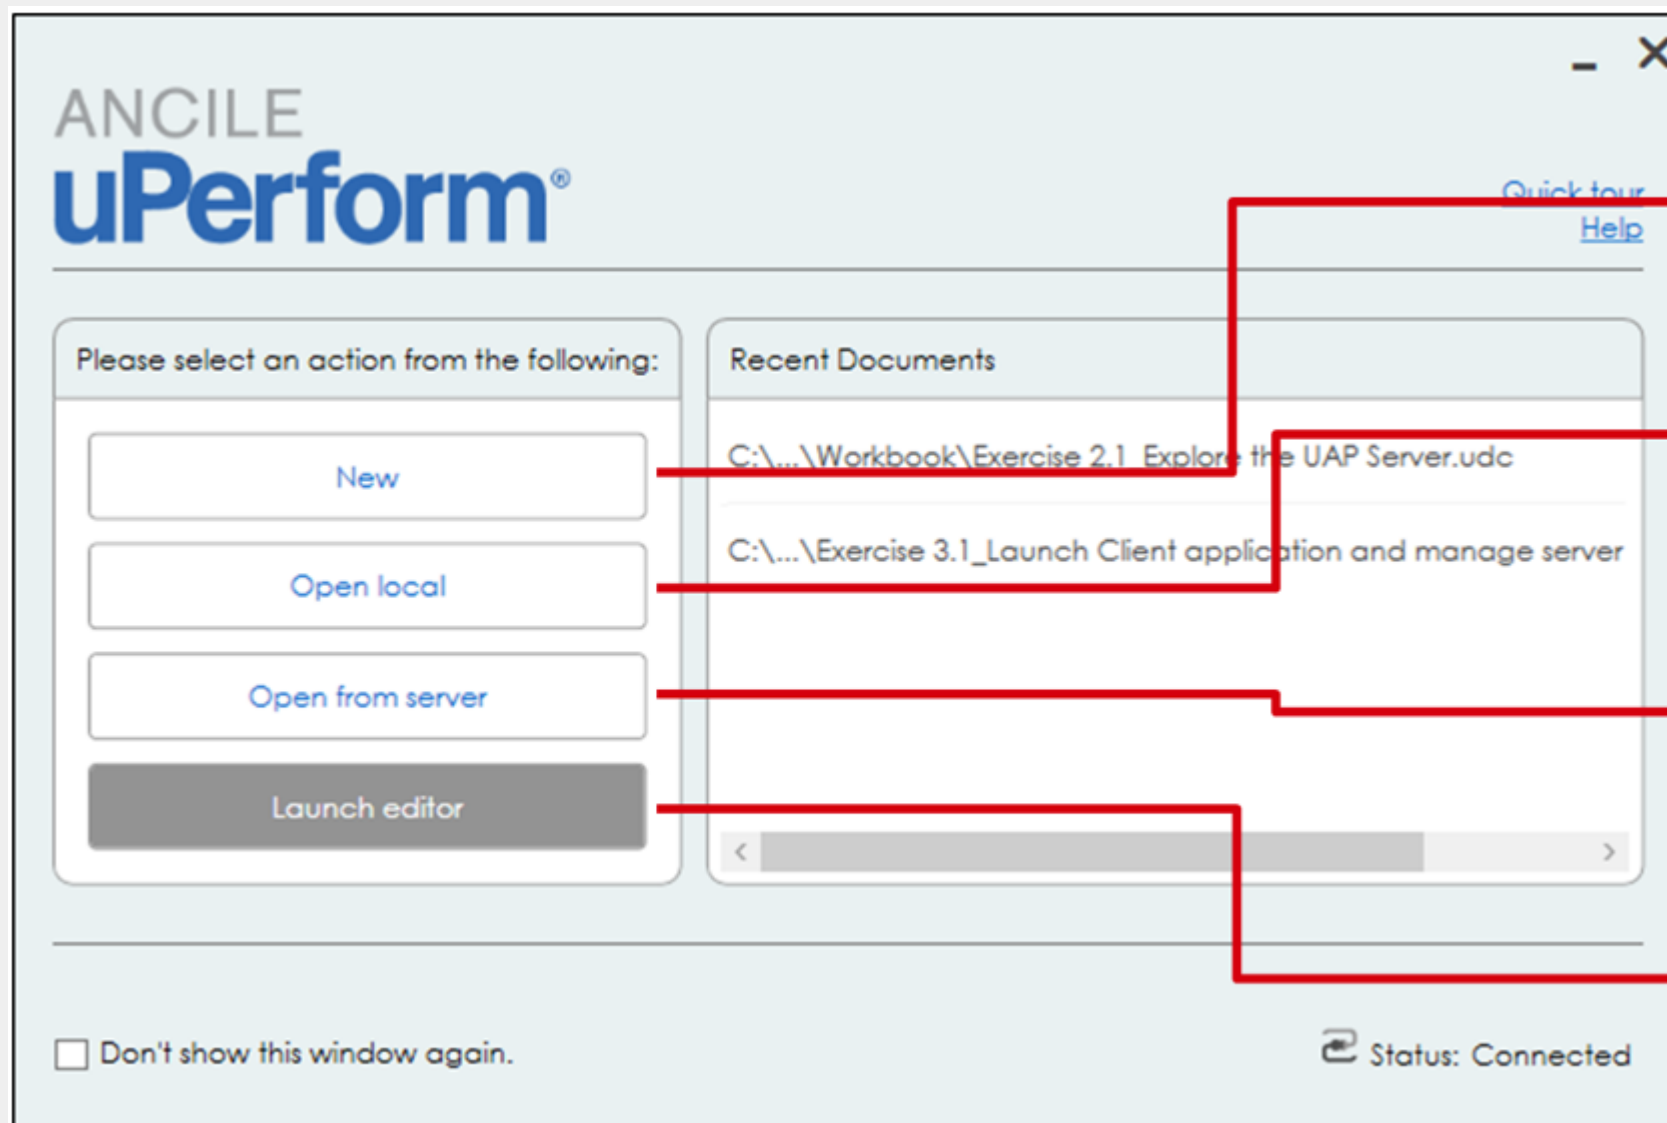 ANCILE
uPerform®
Quick tour
Help
Please select an action from the following:
New
Open local
Open from server
Launch editor
Recent Documents
C:\...\Workbook\Exercise 2.1_Explore the UAP Server.udc
C:\...\Exercise 3.1_Launch Client application and manage server
Don't show this window again.
Status: Connected